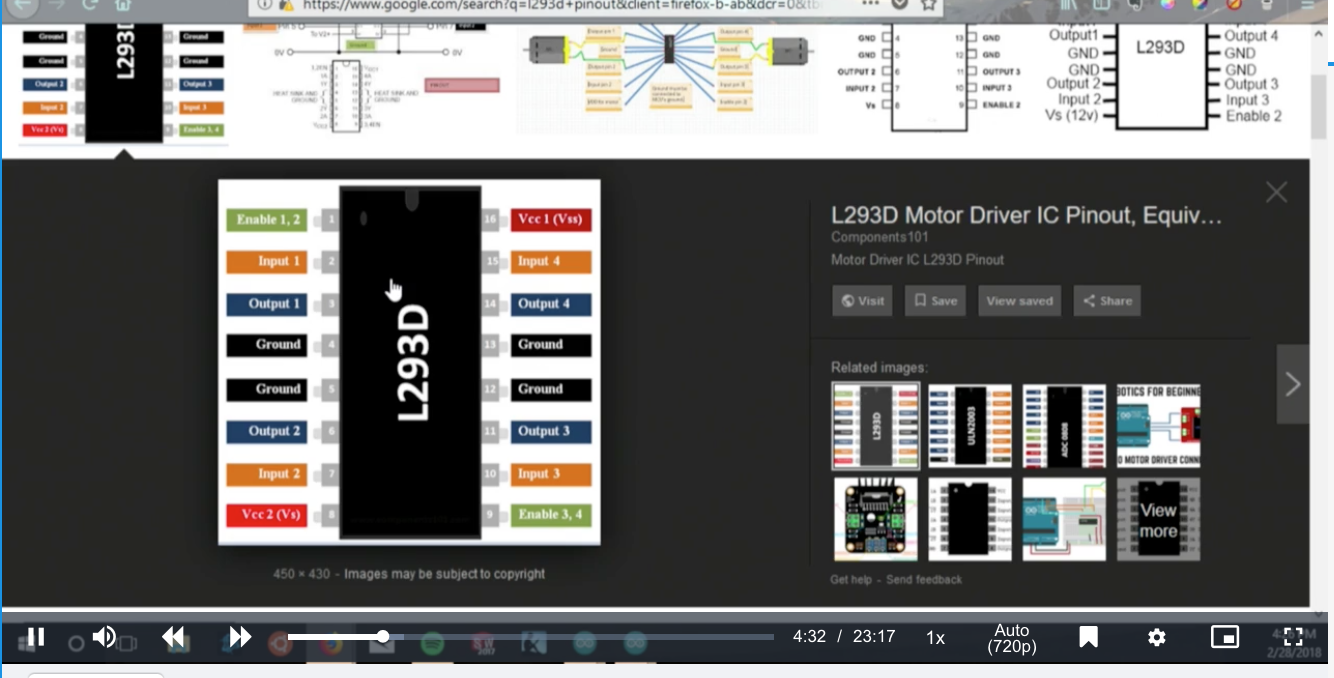 https://www.google.com/search?q=l293d+pinout&client=firefox-b-ab&dcr=0&tb
Ground
Ground
Output 2
Input 2
Vcc 2 (Vs)
L293D
Ground
Ground
Output 3
Input 3
Enable 3, 4
0V
0V
HEAT SINK AND
GROUND
HEAT SINK AND
GROUND
GND 4
GND 5
OUTPUT 2 6
INPUT 2 7
Vs 8
13 GND
12 GND
11 OUTPUT 3
10 INPUT 3
9 ENABLE 2
Output1
GND
GND
Output 2
Input 2
Vs (12v)
L293D
Output 4
GND
GND
Output 3
Input 3
Enable 2
Enable 1, 2 1 16 Vcc 1 (Vss)
Input 1 2 15 Input 4
Output 1 3 14 Output 4
Ground 4 13 Ground
Ground 5 12 Ground
Output 2 6 11 Output 3
Input 2 7 10 Input 3
Vcc 2 (Vs) 8 9 Enable 3, 4
L293D
450 × 430 - Images may be subject to copyright
L293D Motor Driver IC Pinout, Equiv...
Components101
Motor Driver IC L293D Pinout
Visit Save View saved Share
Related images:
L293D
ULN2003
ADC 0808
BOTICS FOR BEGINNE
O MOTOR DRIVER CONN
View
more
Get help - Send feedback
4:32 / 23:17 1x Auto
(720p)
2/28/2018